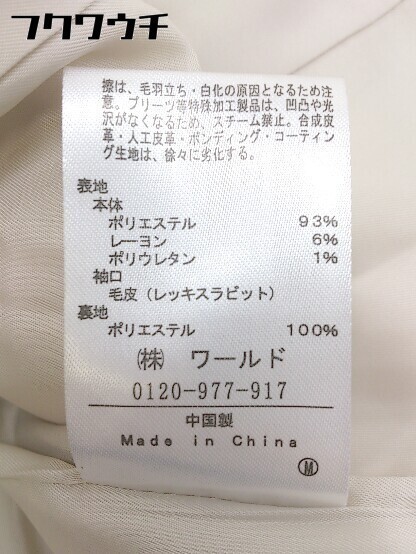 フクワウチ
擦は、毛羽立ち・白化の原因となるため注
意。プリーツ等特殊加工製品は、凹凸や光
沢がなくなるため、スチーム禁止。合成皮
革・人工皮革・ボンディング・コーティン
グ生地は、徐々に劣化する。
表地
本体
ポリエステル 93%
レーヨン 6%
ポリウレタン 1%
袖口
毛皮（レッキスラビット）
裏地
ポリエステル 100%
㈱ ワールド
0120-977-917
中国製
Made in China
Ⓜ